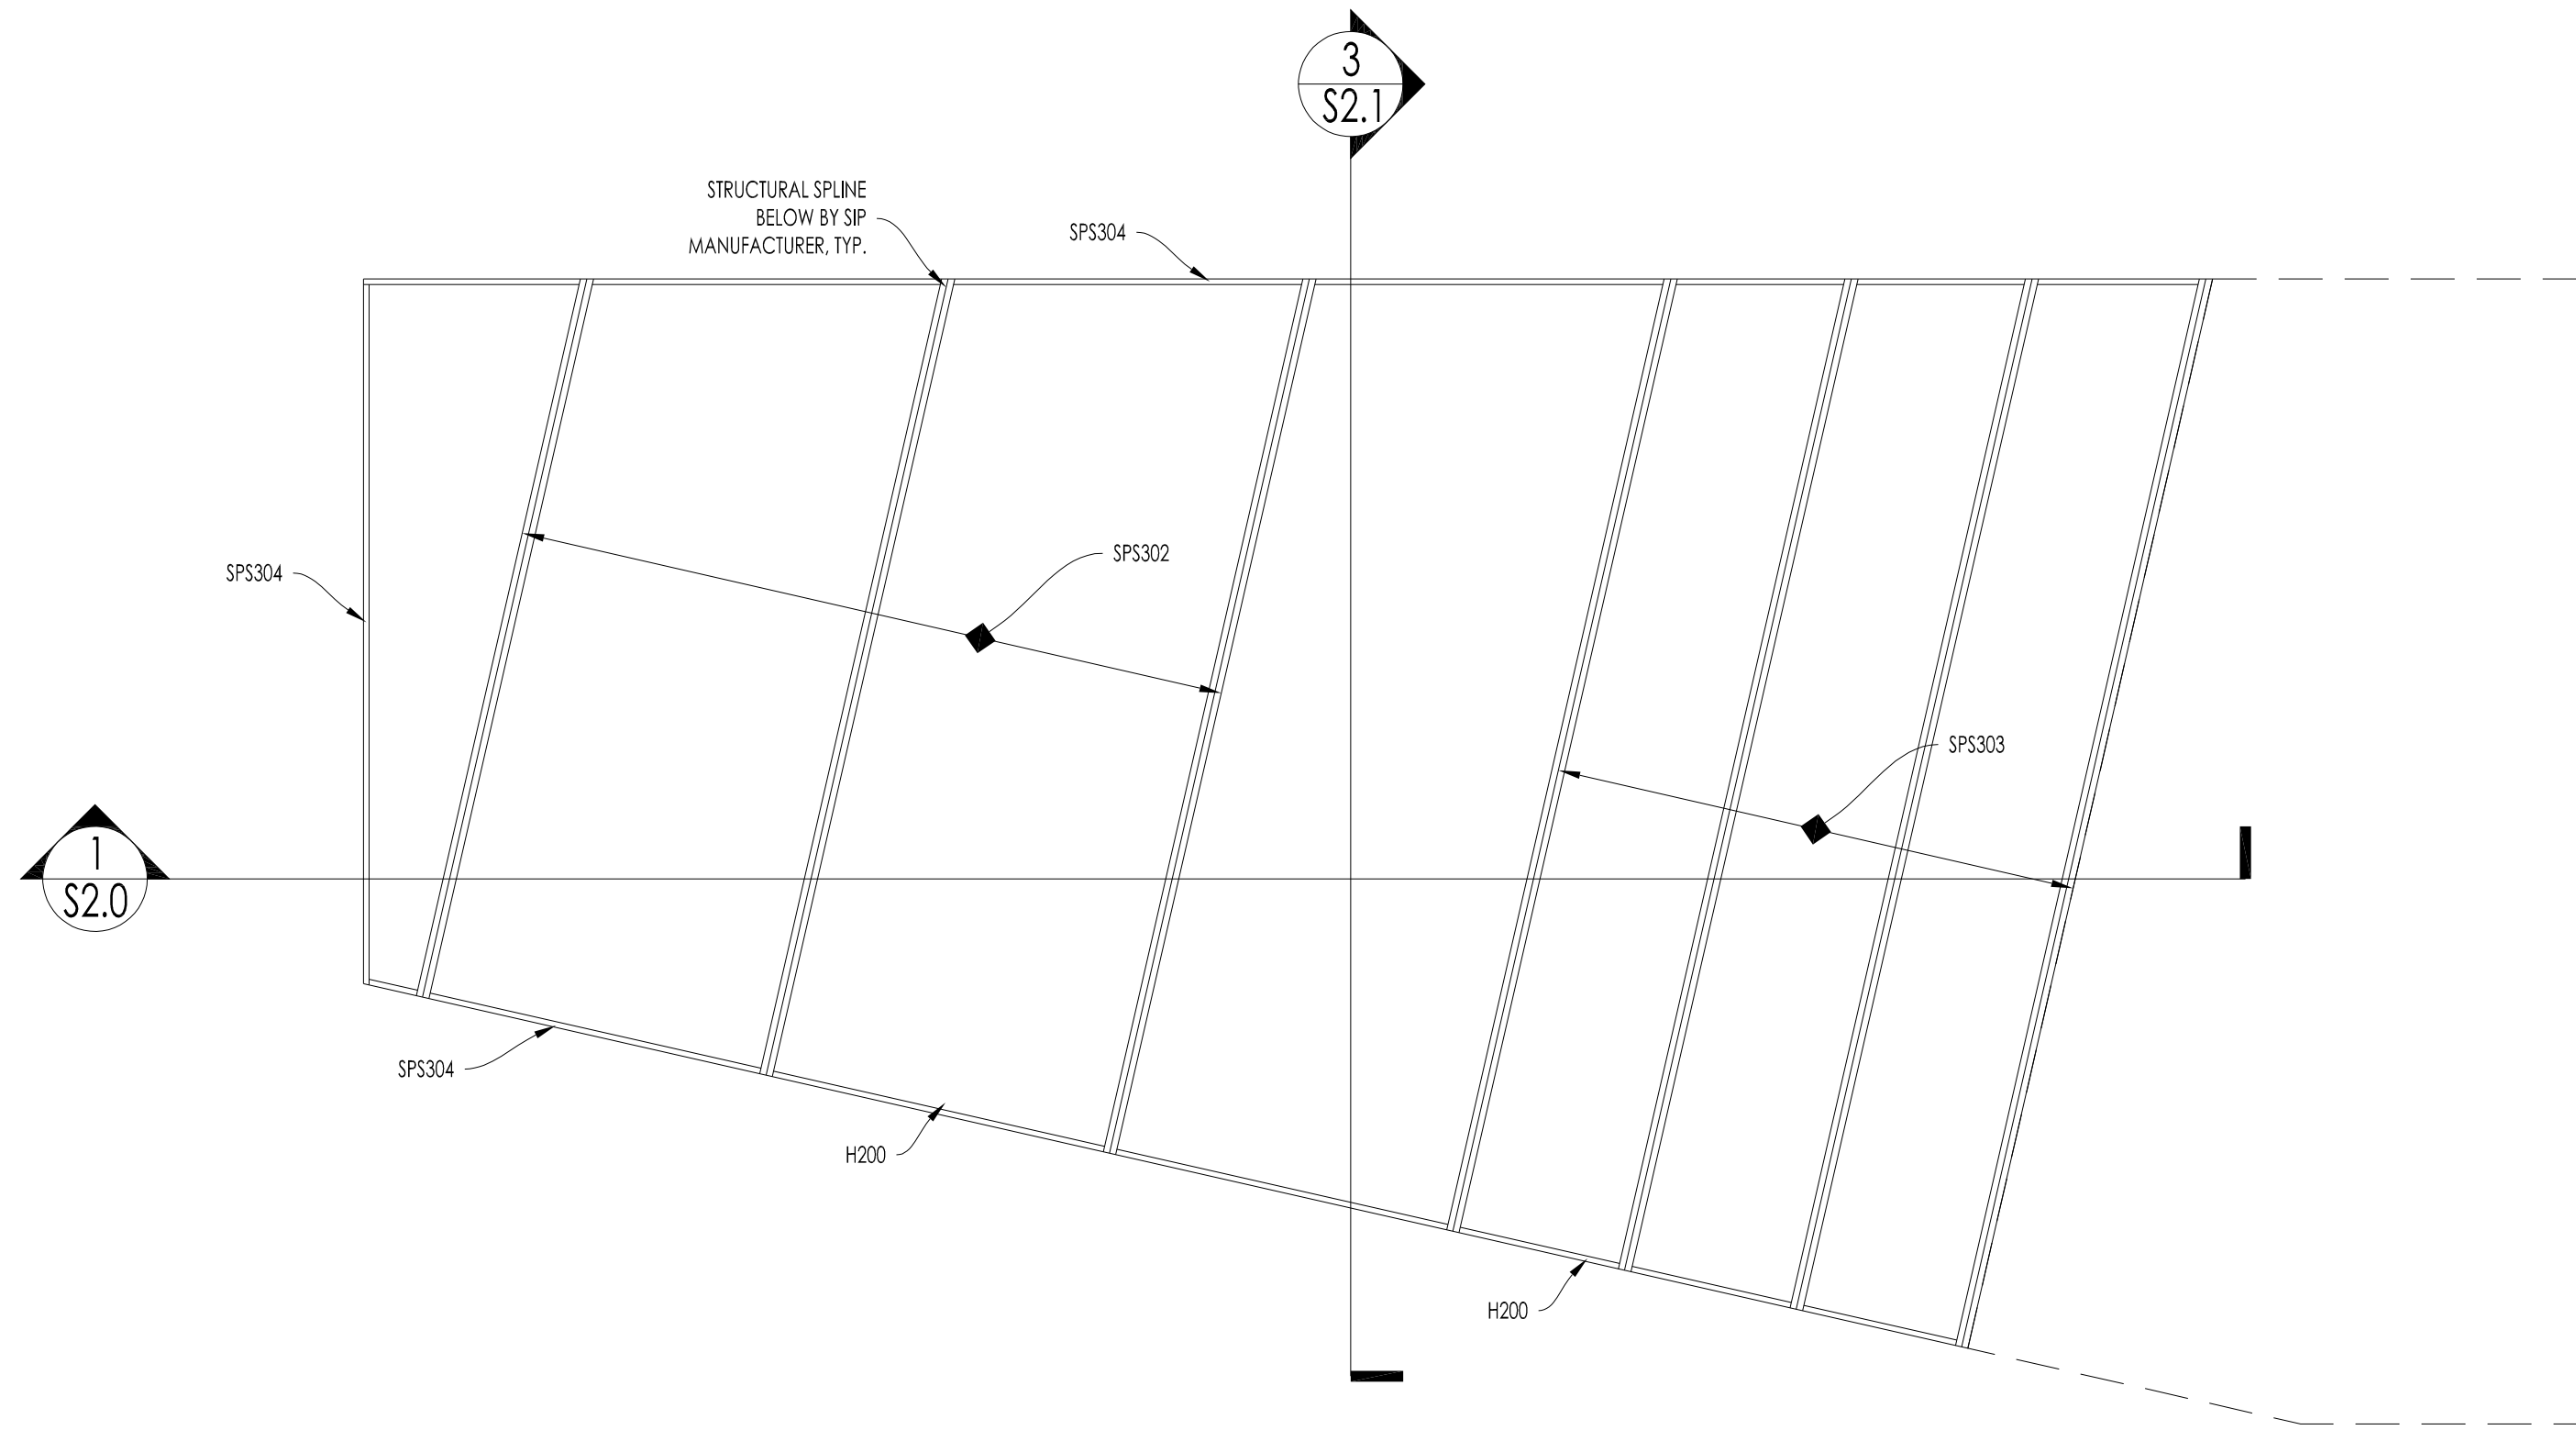 3
S2.1
STRUCTURAL SPLINE
BELOW BY SIP
MANUFACTURER, TYP.
SPS304
SPS302
SPS304
SPS303
1
S2.0
SPS304
H200
H200